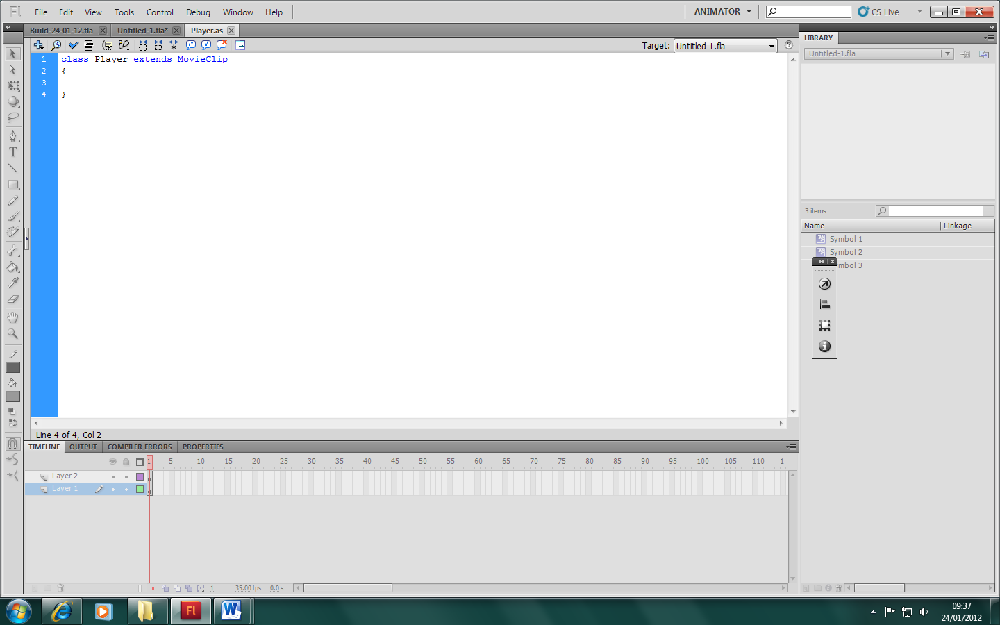 Fl File Edit View Tools Control Debug Window Help ANIMATOR CS Live
Build-24-01-12.fla Untitled-1.fla* Player.as
Target: Untitled-1.fla
1 class Player extends MovieClip
2 {
3
4 }
Line 4 of 4, Col 2
TIMELINE OUTPUT COMPILER ERRORS PROPERTIES
1 5 10 15 20 25 30 35 40 45 50 55 60 65 70 75 80 85 90 95 100 105 110 1
Layer 2
Layer 1
1 35.00 fps 0.0 s
LIBRARY
Untitled-1.fla
3 items
Name Linkage
Symbol 1
Symbol 2
mbol 3
Fl W
09:37
24/01/2012